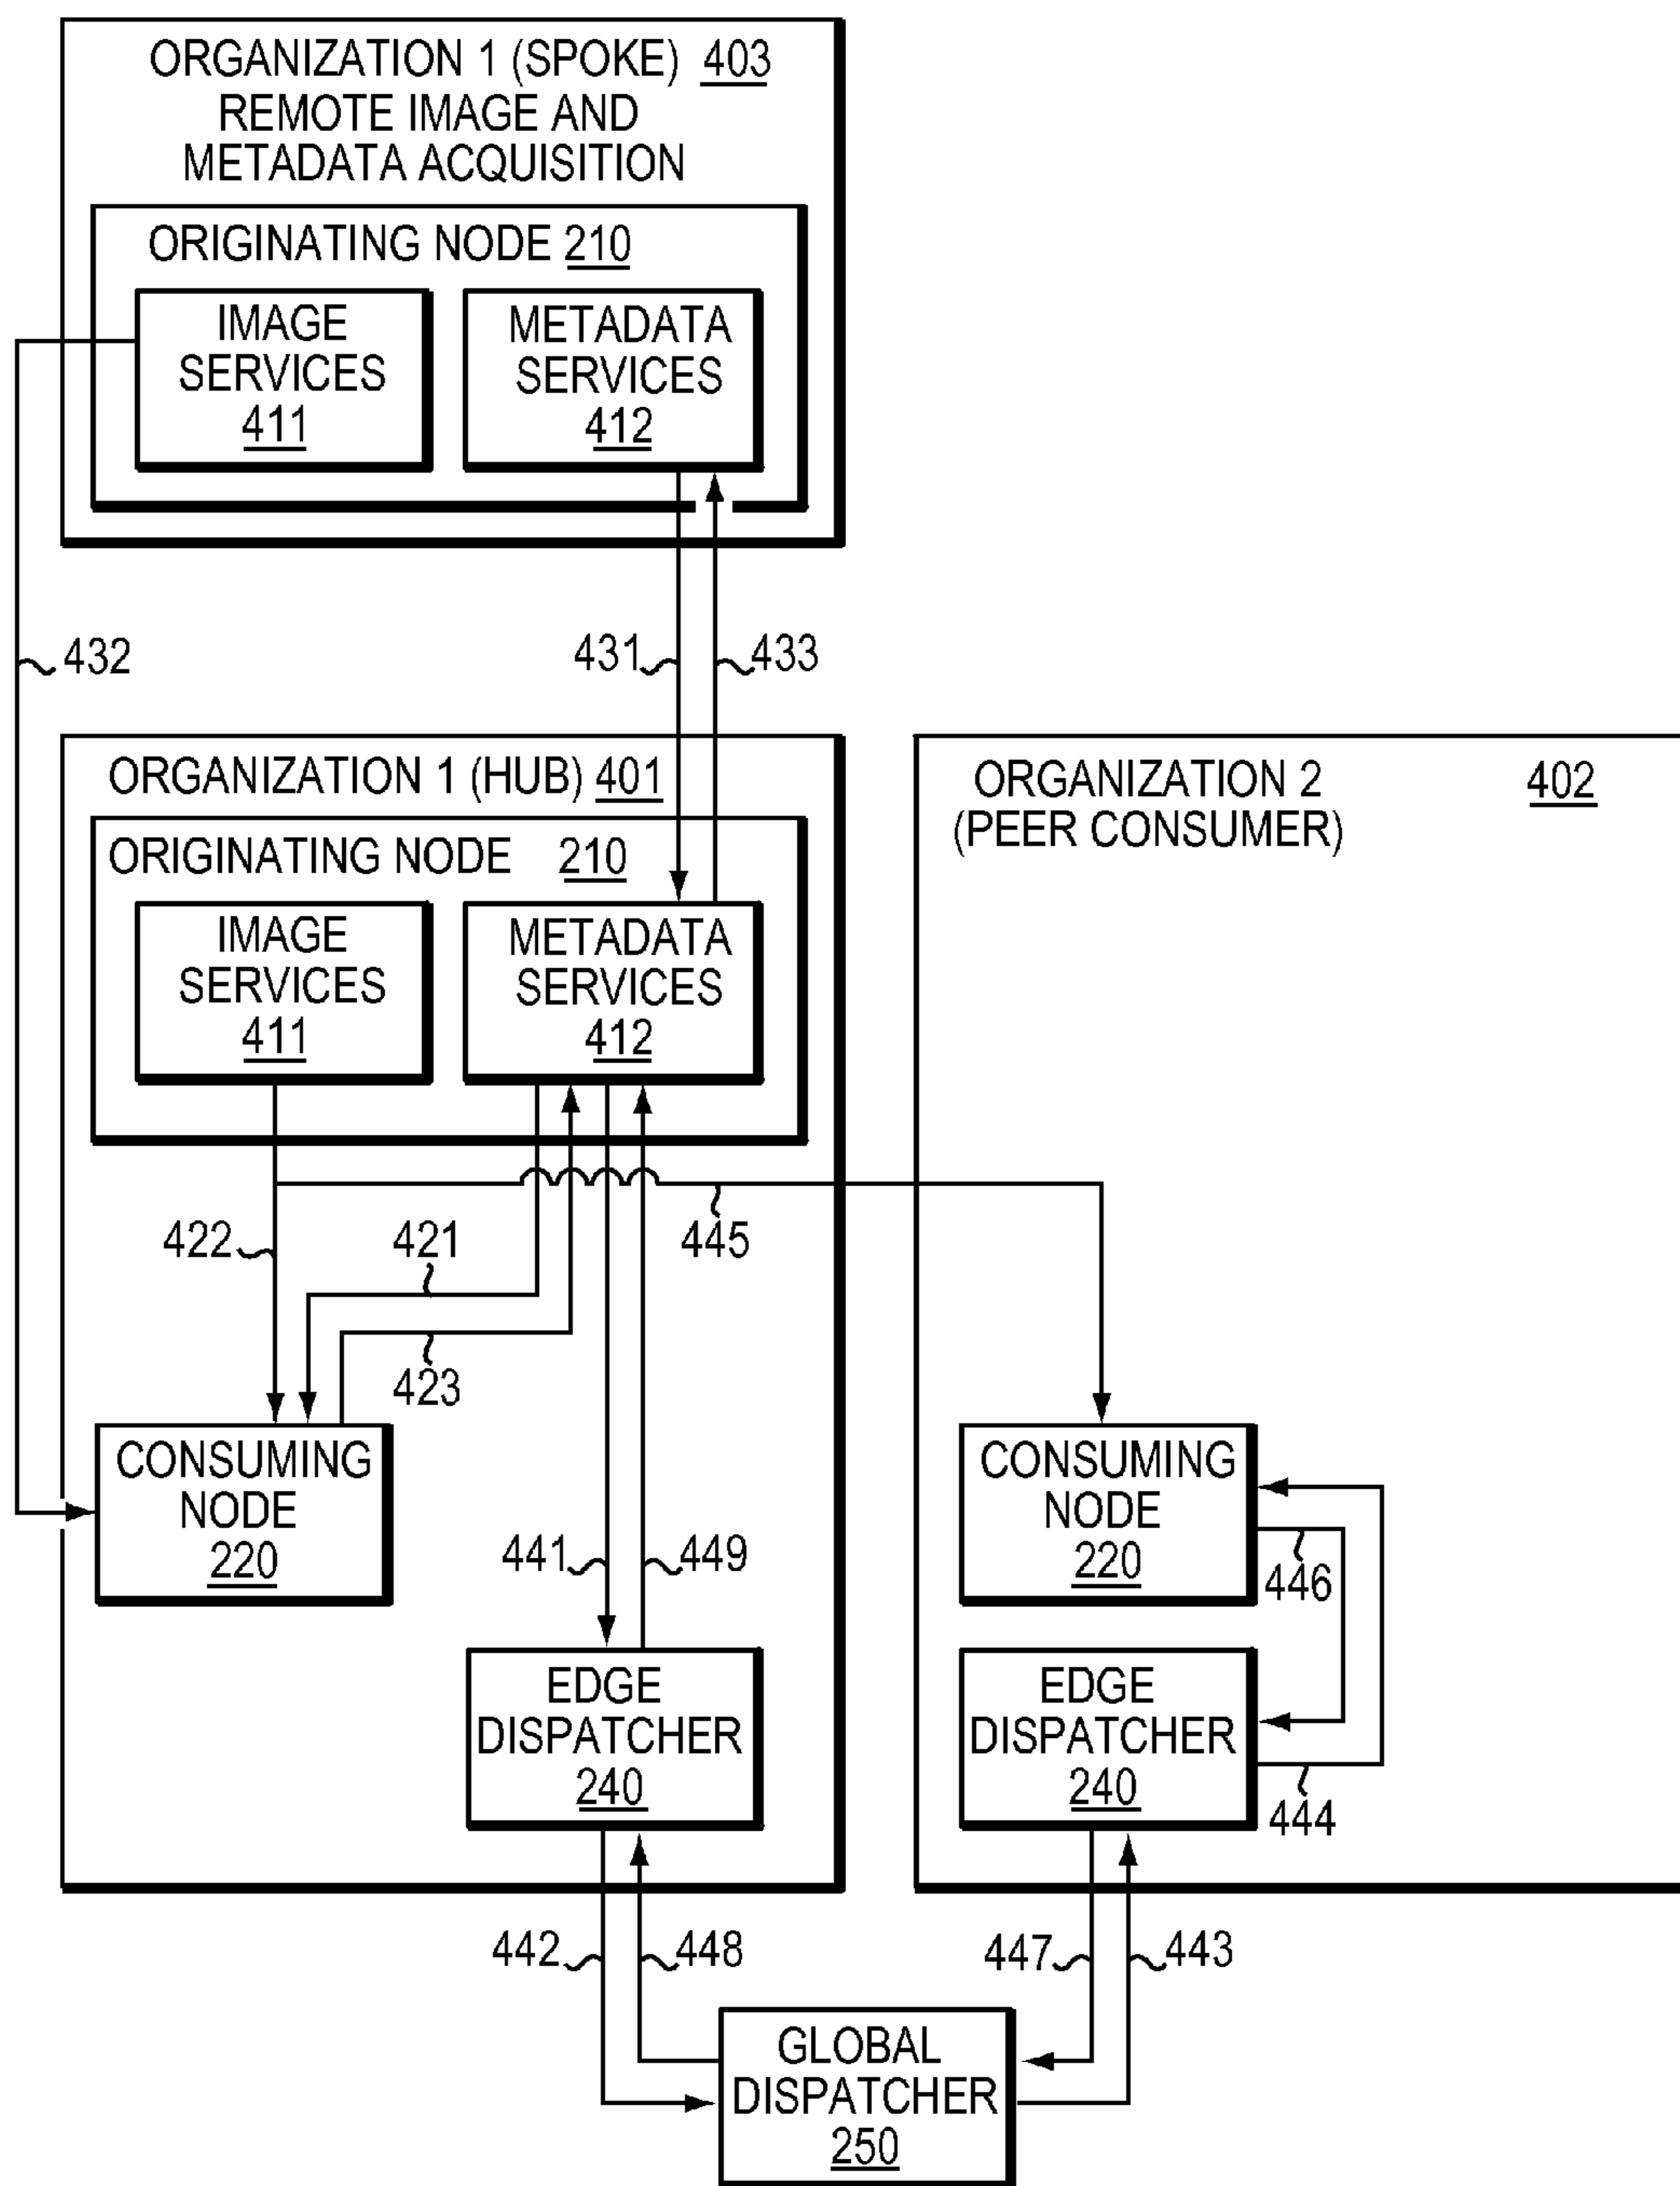 ORGANIZATION 1 (SPOKE) 403
REMOTE IMAGE AND
METADATA ACQUISITION
ORIGINATING NODE 210
IMAGE
SERVICES
411
METADATA
SERVICES
412
432
431
433
ORGANIZATION 1 (HUB) 401
ORIGINATING NODE 210
IMAGE
SERVICES
411
METADATA
SERVICES
412
ORGANIZATION 2
(PEER CONSUMER)
402
422
421
445
423
CONSUMING
NODE
220
441
449
CONSUMING
NODE
220
446
EDGE
DISPATCHER
240
EDGE
DISPATCHER
240
444
442
448
447
443
GLOBAL
DISPATCHER
250